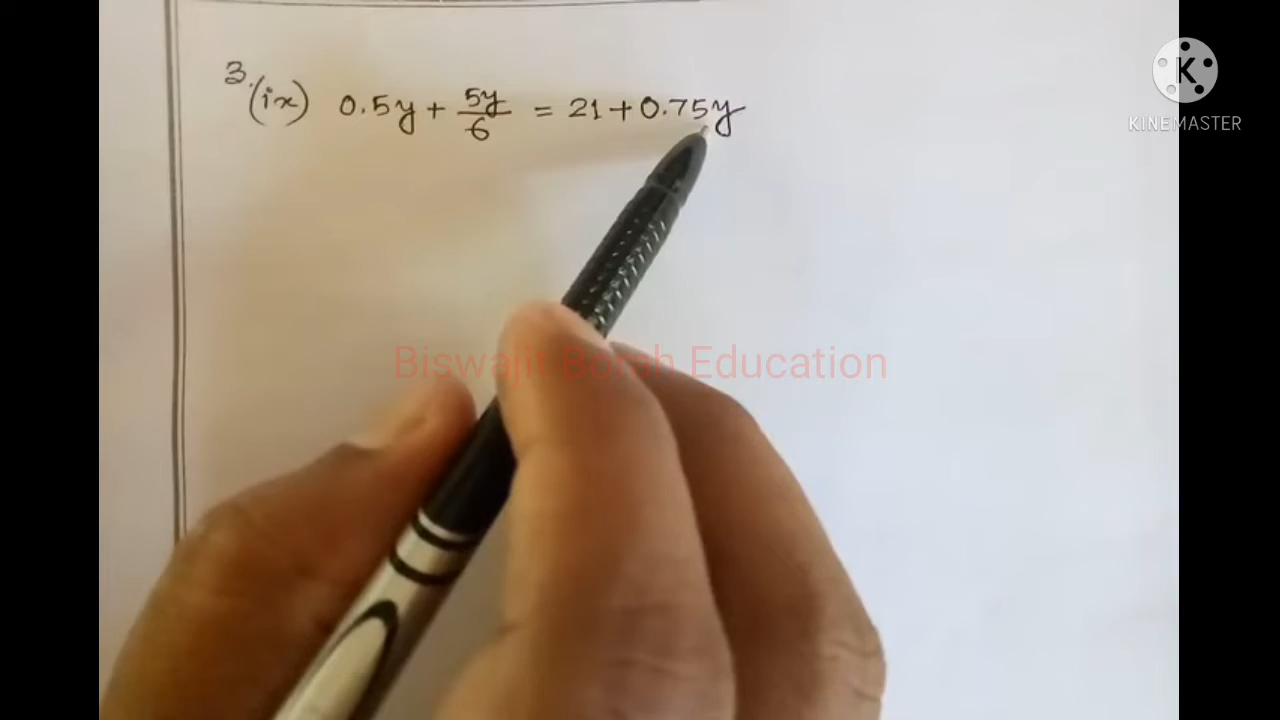 3.(ix) 0.5y + 5y/6 = 21 + 0.75y
KINEMASTER
Biswajit Borah Education